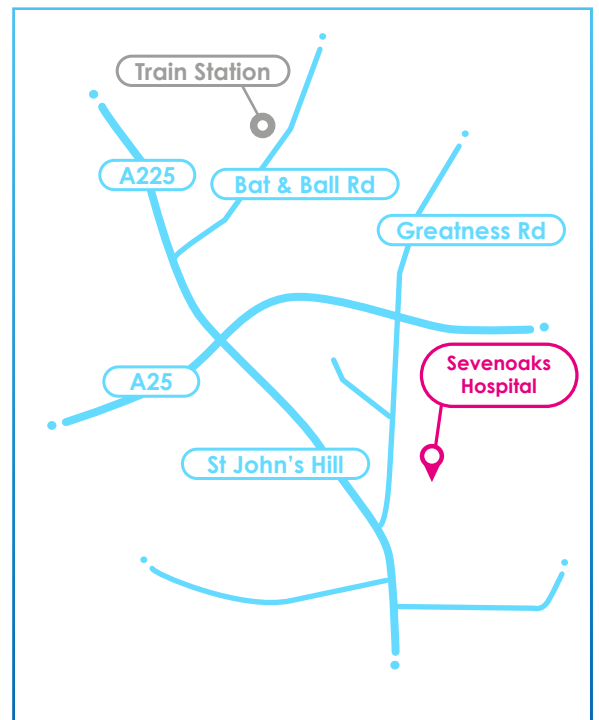 Train Station
A225
Bat & Ball Rd
Greatness Rd
Sevenoaks
Hospital
A25
St John’s Hill